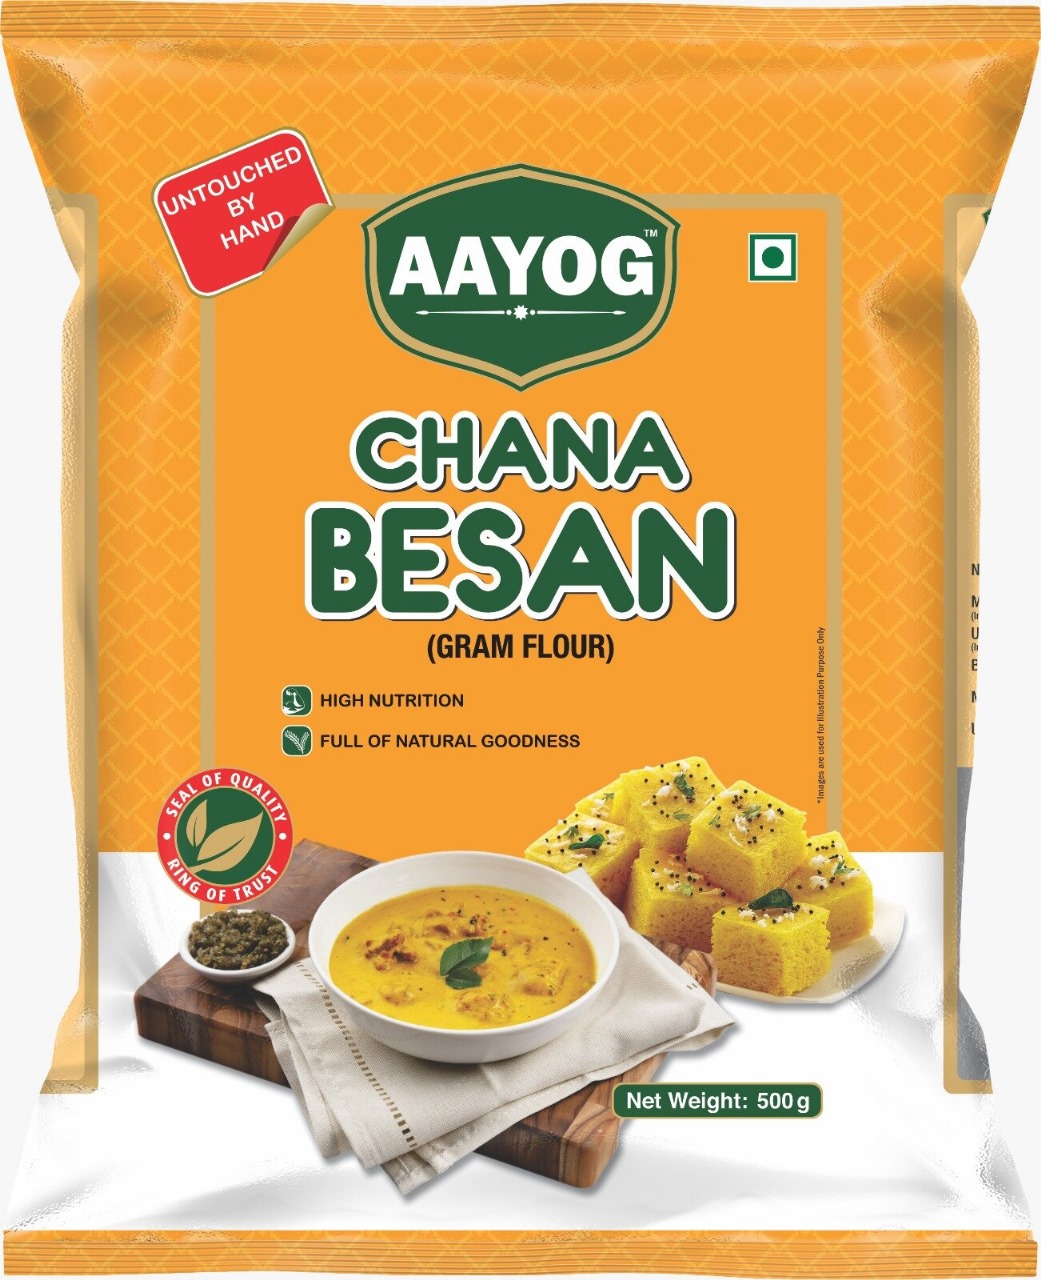 UNTOUCHED
BY
HAND
AAYOG™
CHANA
BESAN
(GRAM FLOUR)
HIGH NUTRITION
FULL OF NATURAL GOODNESS
*Images are used for Illustration Purpose Only
SEAL OF QUALITY
RING OF TRUST
Net Weight: 500 g